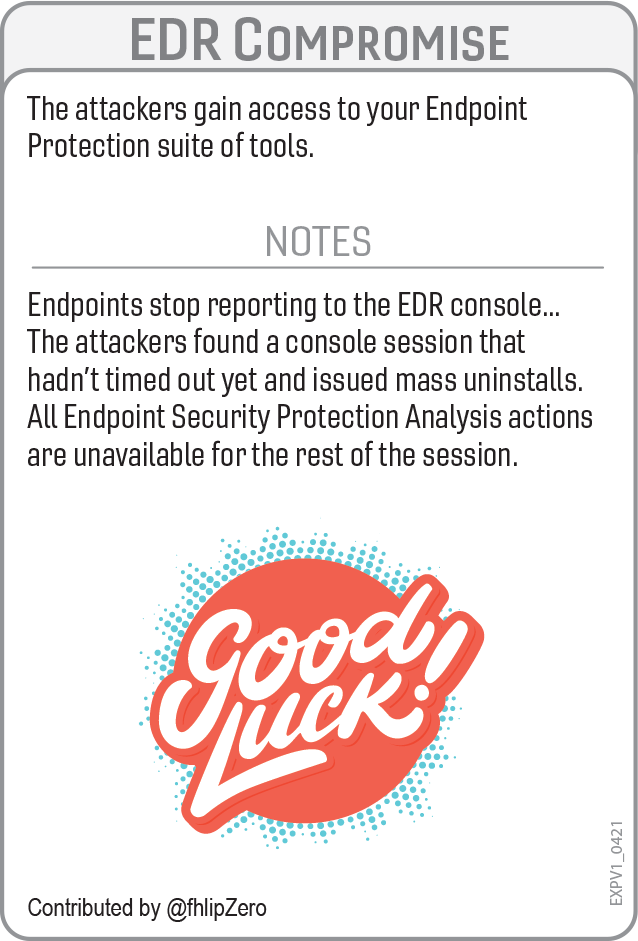 EDR Compromise
The attackers gain access to your Endpoint
Protection suite of tools.
NOTES
Endpoints stop reporting to the EDR console...
The attackers found a console session that
hadn't timed out yet and issued mass uninstalls.
All Endpoint Security Protection Analysis actions
are unavailable for the rest of the session.
Good
Luck!
EXPV1_0421
Contributed by @fhlipZero